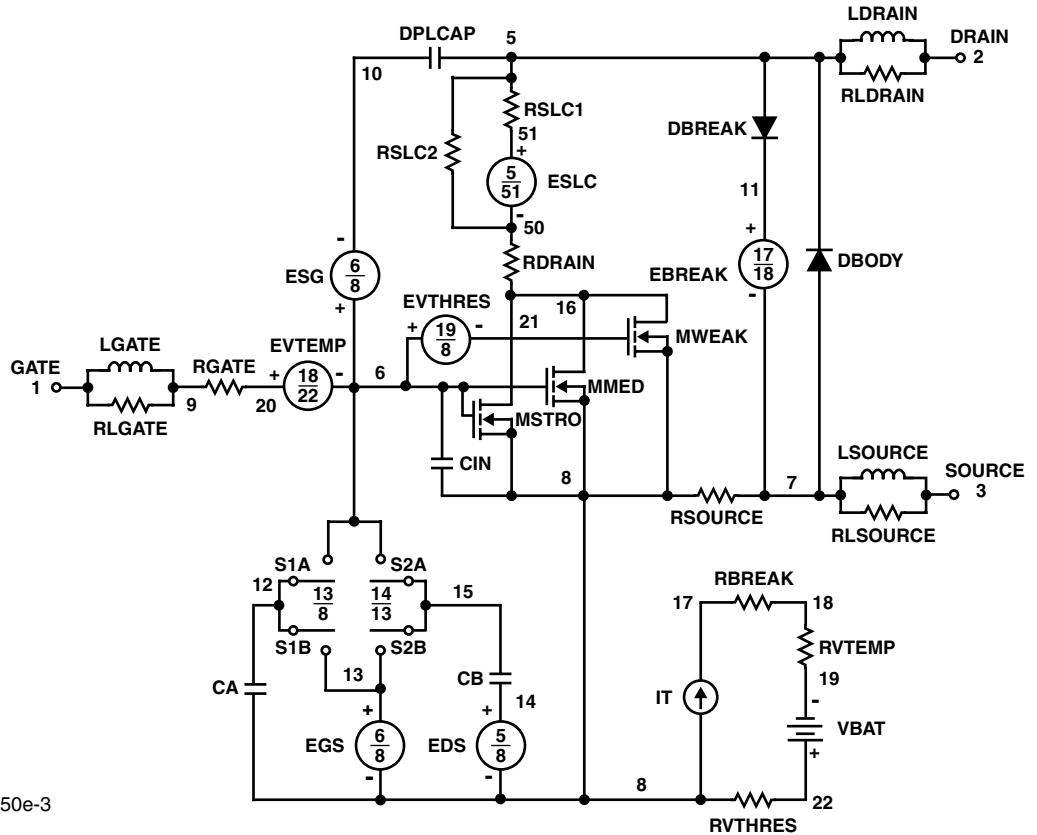 LDRAIN
DPLCAP 5 DRAIN
10 2
RSLC1 RLDRAIN
51 DBREAK
RSLC2 +
5
51 ESLC
11
- 50
- +
RDRAIN 17
18 DBODY
ESG 6
8 EBREAK
+ EVTHRES 16 -
+ 19
8 - 21
MWEAK
LGATE EVTEMP
GATE RGATE + 18
22 - 6
1 MMED
9 20
RLGATE MSTRO
CIN LSOURCE
8 7 SOURCE
3
RSOURCE
RLSOURCE
S1A S2A
12 13
8 14
13 15
RBREAK
17 18
S1B S2B
RVTEMP
13 CB 19
CA 14 IT -
VBAT
+ + +
EGS 6
8 EDS 5
8
- - 8 22
50e-3
RVTHRES